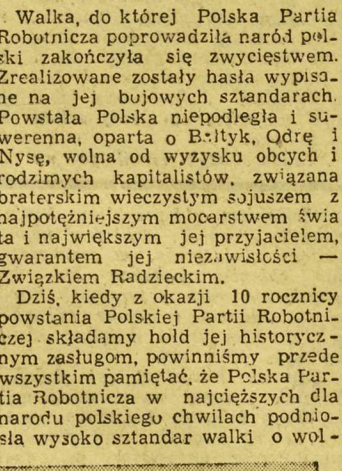 Walka, do której Polska Partia
Robotnicza poprowadziła naród pol-
ski zakończyła się zwycięstwem.
Zrealizowane zostały hasła wypisa-
ne na jej bojowych sztandarach.
Powstała Polska niepodległa i su-
werenna, oparta o Bałtyk, Odrę i
Nysę, wolna od wyzysku obcych i
rodzimych kapitalistów, związana
braterskim wieczystym sojuszem z
najpotężniejszym mocarstwem świa
ta i największym jej przyjacielem,
gwarantem jej niezawisłości —
Związkiem Radzieckim.
Dziś, kiedy z okazji 10 rocznicy
powstania Polskiej Partii Robotni-
czej składamy hołd jej historycz-
nym zasługom, powinniśmy przede
wszystkim pamiętać, że Polska Par-
tia Robotnicza w najcięższych dla
narodu polskiego chwilach podnio-
sła wysoko sztandar walki o wol-